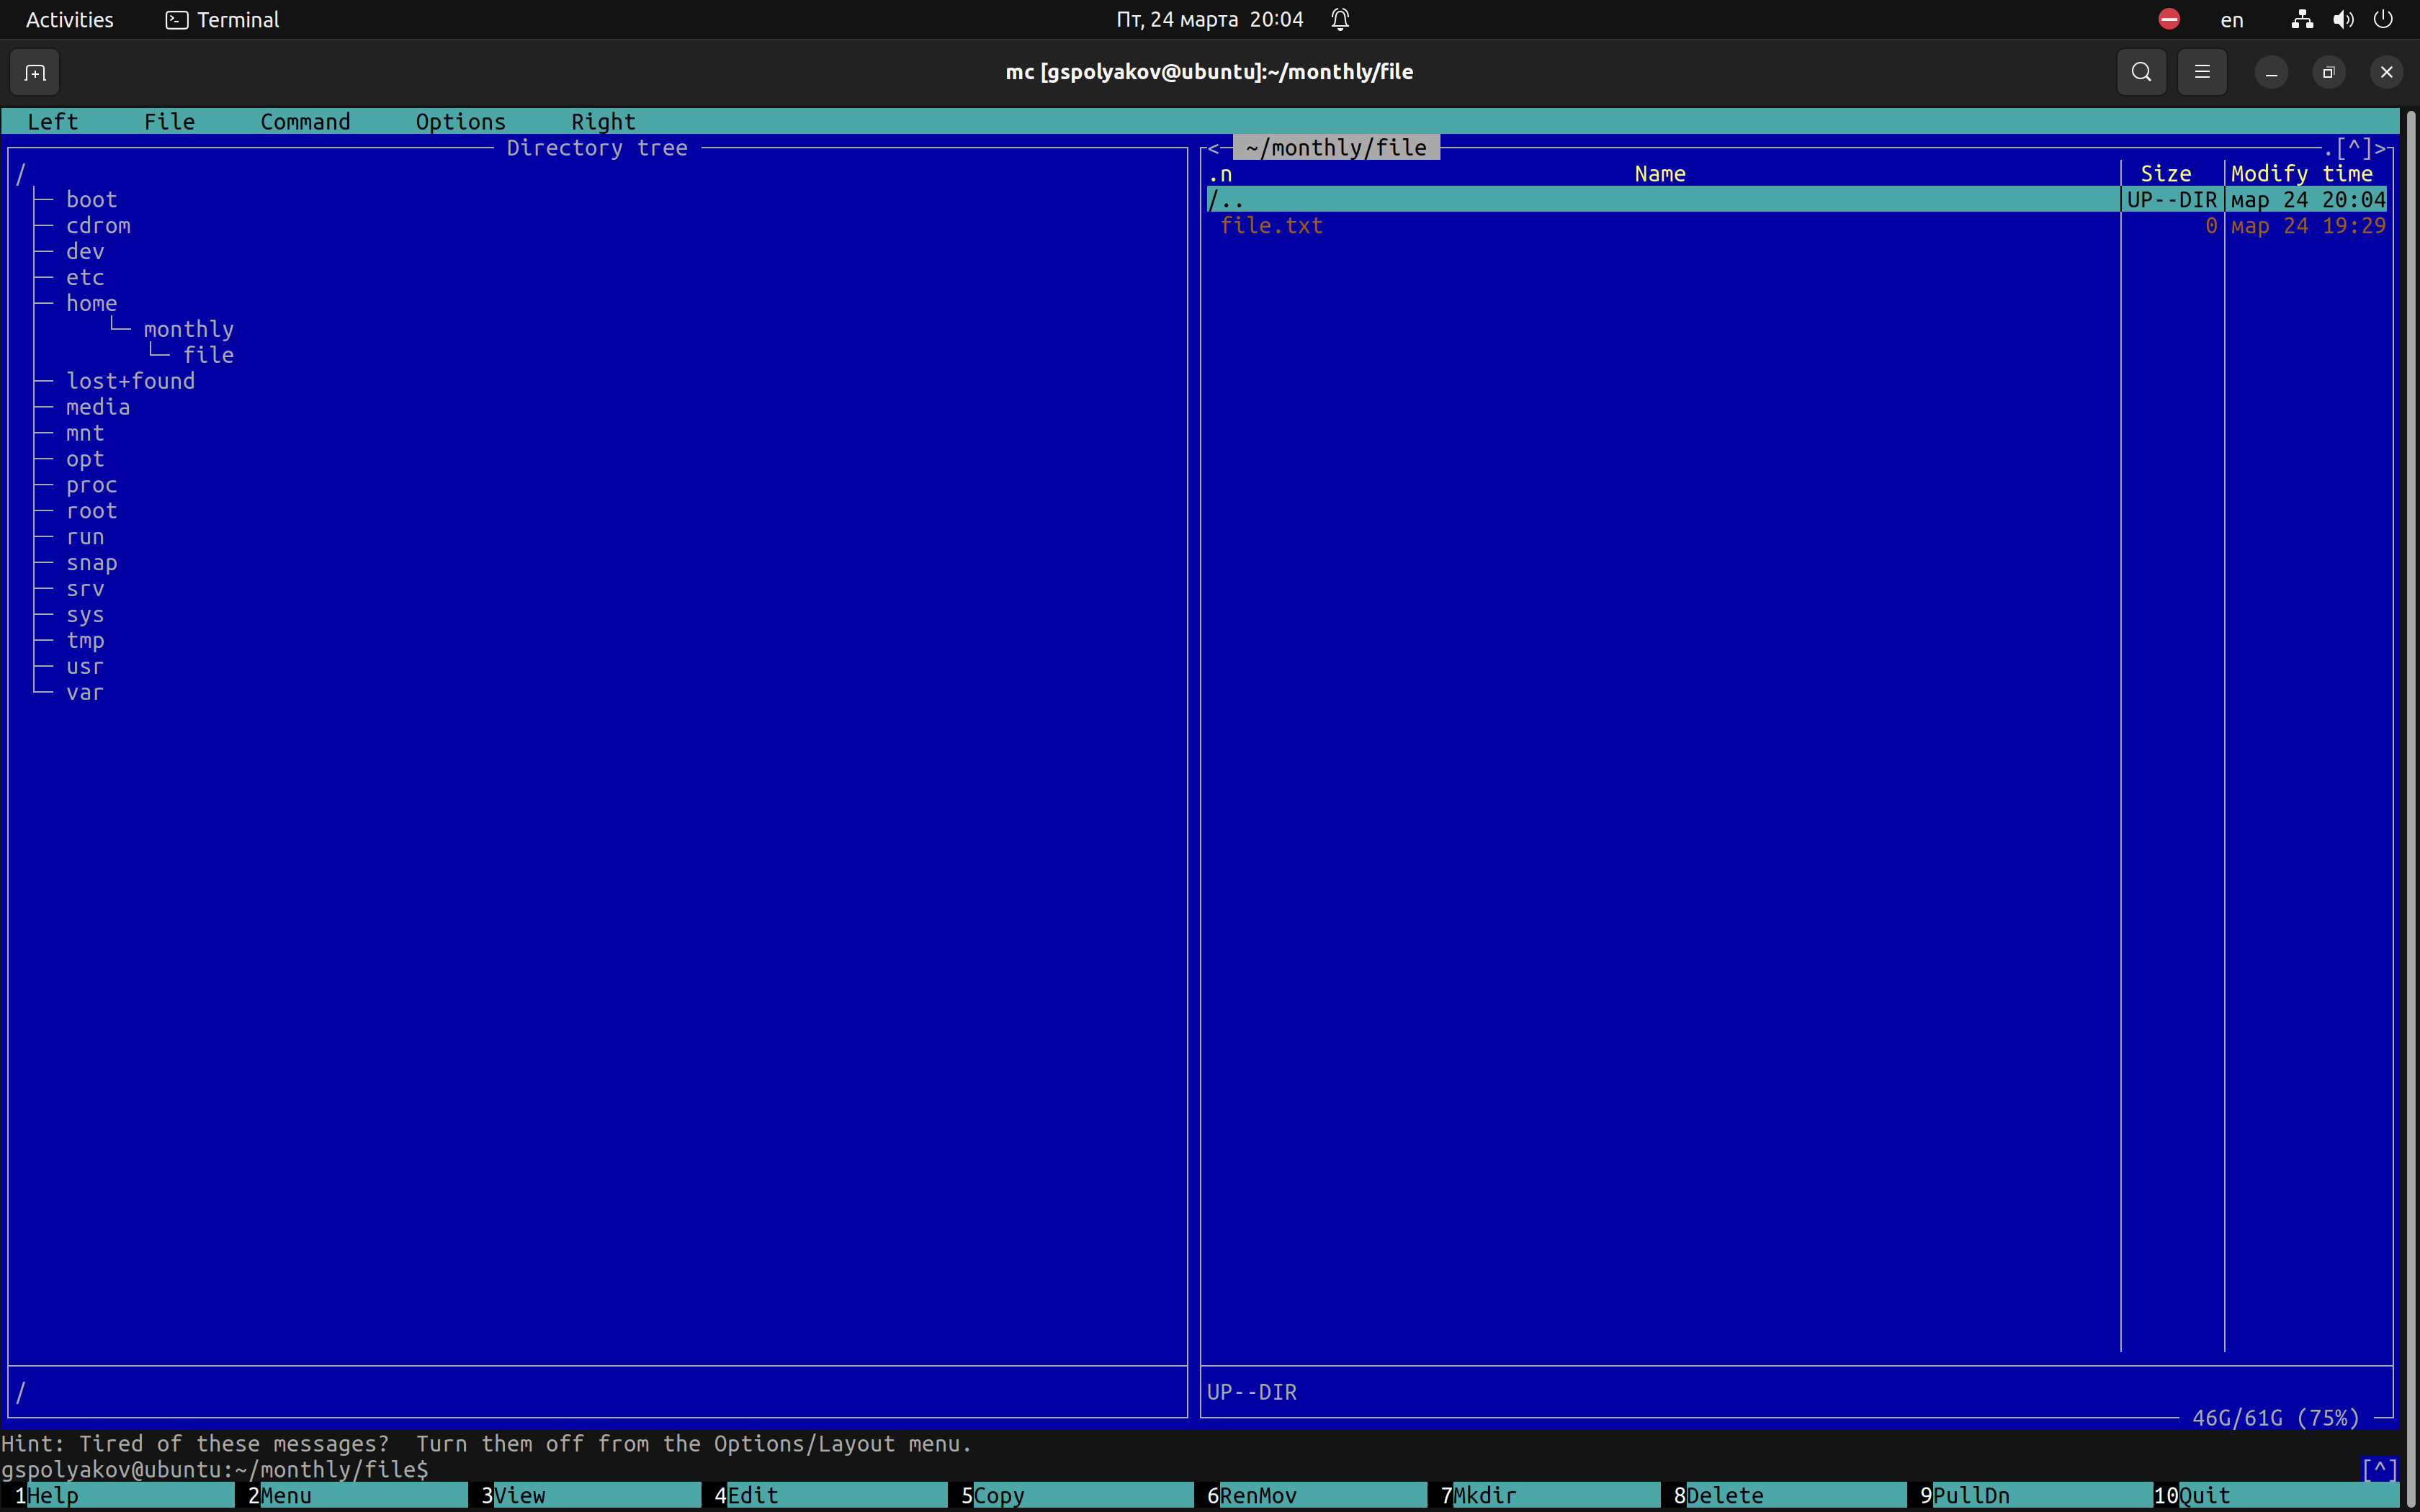 Activities Terminal Пт, 24 марта 20:04 en
mc [gspolyakov@ubuntu]:~/monthly/file
Left File Command Options Right
Directory tree
/
boot
cdrom
dev
etc
home
monthly
file
lost+found
media
mnt
opt
proc
root
run
snap
srv
sys
tmp
usr
var
/
<─ ~/monthly/file ─.[^]>
.n Name Size Modify time
/.. UP--DIR мар 24 20:04
file.txt 0 мар 24 19:29
UP--DIR
46G/61G (75%)
Hint: Tired of these messages?  Turn them off from the Options/Layout menu.
gspolyakov@ubuntu:~/monthly/file$ [^]
1Help 2Menu 3View 4Edit 5Copy 6RenMov 7Mkdir 8Delete 9PullDn 10Quit